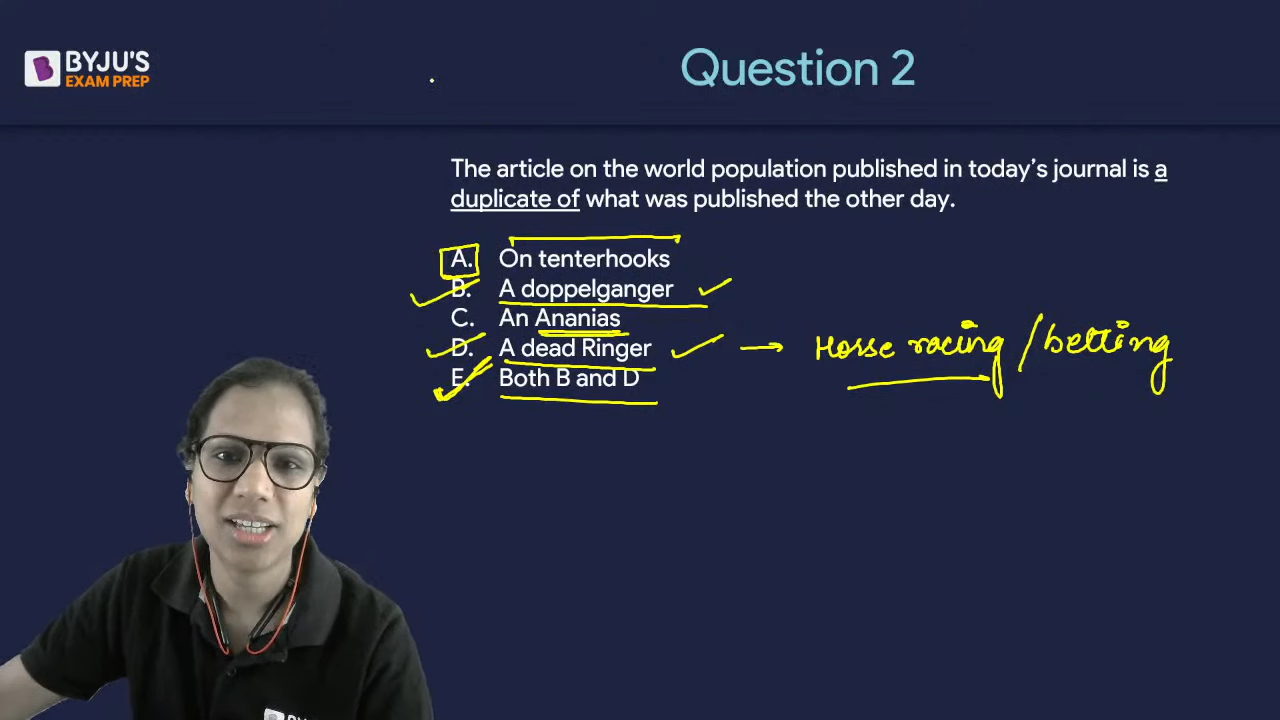 BYJU'S
EXAM PREP
Question 2
The article on the world population published in today's journal is a
duplicate of what was published the other day.
A. On tenterhooks
B. A doppelganger
C. An Ananias
D. A dead Ringer
E. Both B and D
Horse racing / betting